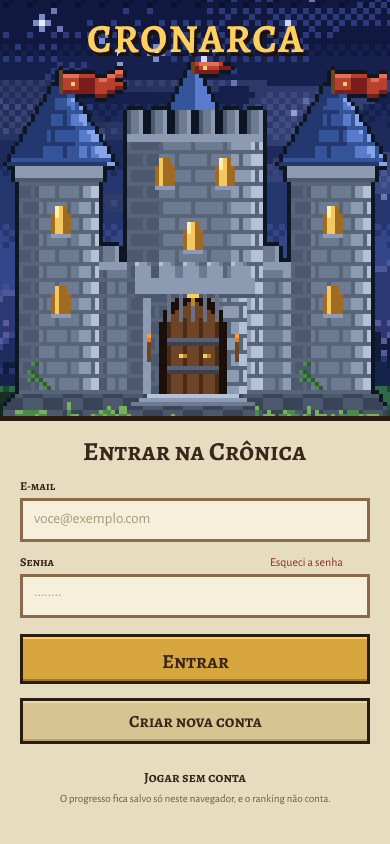 CRONARCA
ENTRAR NA CRÔNICA
E-MAIL
voce@exemplo.com
SENHA
Esqueci a senha
........
ENTRAR
CRIAR NOVA CONTA
JOGAR SEM CONTA
O progresso fica salvo só neste navegador, e o ranking não conta.